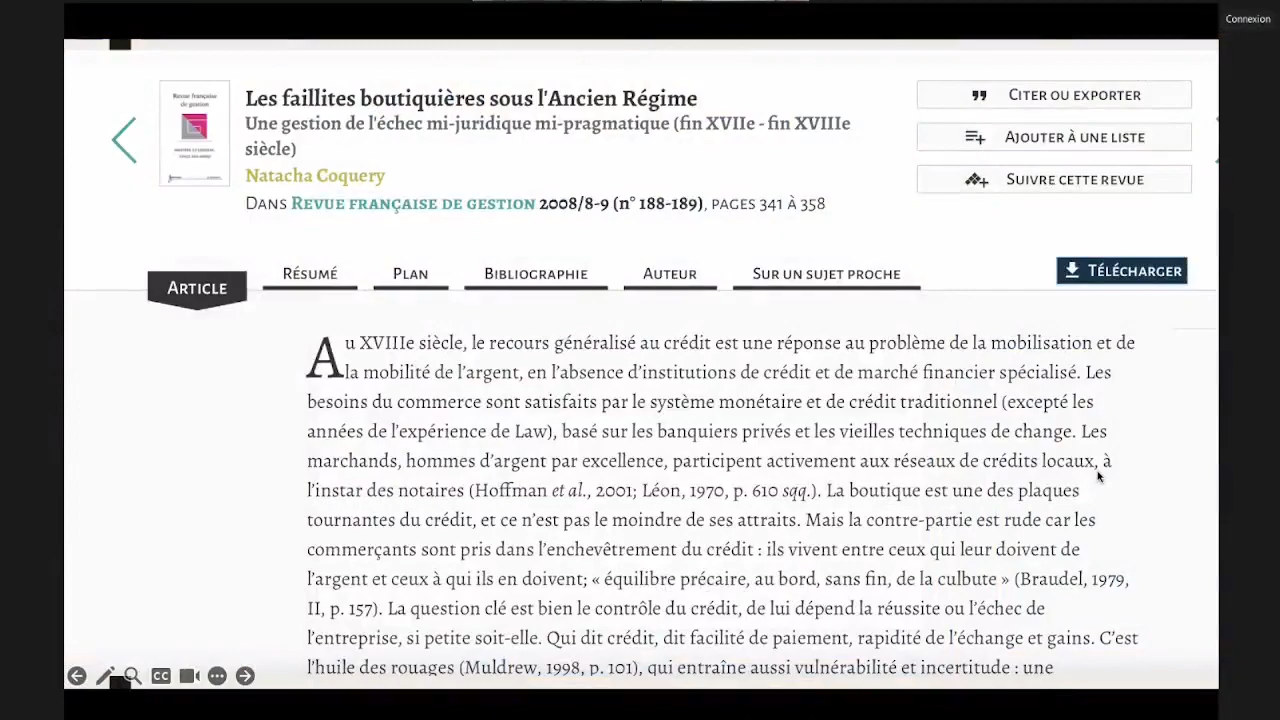 Connexion
Revue française
de gestion
Les faillites boutiquières sous l'Ancien Régime
Une gestion de l'échec mi-juridique mi-pragmatique (fin XVIIe - fin XVIIIe
siècle)
Natacha Coquery
Dans Revue française de gestion 2008/8-9 (n° 188-189), pages 341 à 358
Citer ou exporter
Ajouter à une liste
Suivre cette revue
Article
Résumé
Plan
Bibliographie
Auteur
Sur un sujet proche
Télécharger
Au XVIIIe siècle, le recours généralisé au crédit est une réponse au problème de la mobilisation et de
la mobilité de l'argent, en l'absence d'institutions de crédit et de marché financier spécialisé. Les
besoins du commerce sont satisfaits par le système monétaire et de crédit traditionnel (excepté les
années de l'expérience de Law), basé sur les banquiers privés et les vieilles techniques de change. Les
marchands, hommes d'argent par excellence, participent activement aux réseaux de crédits locaux, à
l'instar des notaires (Hoffman et al., 2001; Léon, 1970, p. 610 sqq.). La boutique est une des plaques
tournantes du crédit, et ce n'est pas le moindre de ses attraits. Mais la contre-partie est rude car les
commerçants sont pris dans l'enchevêtrement du crédit : ils vivent entre ceux qui leur doivent de
l'argent et ceux à qui ils en doivent; « équilibre précaire, au bord, sans fin, de la culbute » (Braudel, 1979,
II, p. 157). La question clé est bien le contrôle du crédit, de lui dépend la réussite ou l'échec de
l'entreprise, si petite soit-elle. Qui dit crédit, dit facilité de paiement, rapidité de l'échange et gains. C'est
l'huile des rouages (Muldrew, 1998, p. 101), qui entraîne aussi vulnérabilité et incertitude : une
CC